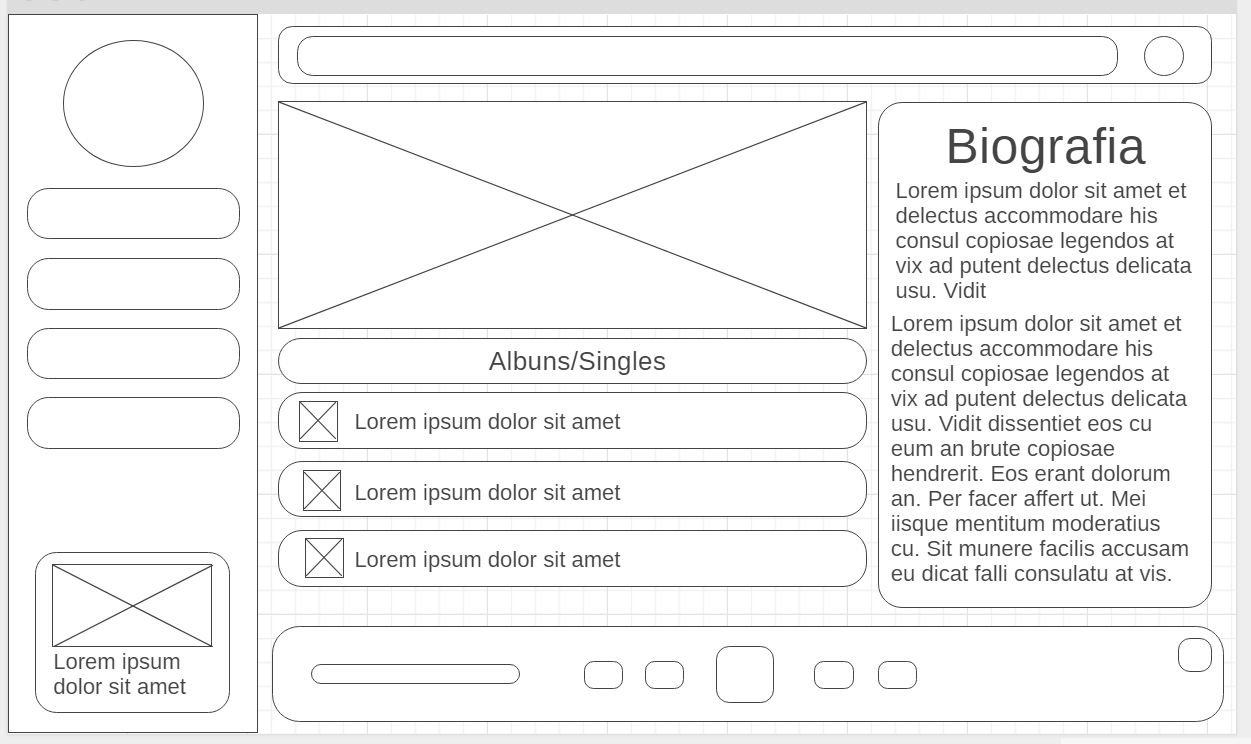 Biografia
Lorem ipsum dolor sit amet et
delectus accommodare his
consul copiosae legendos at
vix ad putent delectus delicata
usu. Vidit
Lorem ipsum dolor sit amet et
delectus accommodare his
consul copiosae legendos at
vix ad putent delectus delicata
usu. Vidit dissentiet eos cu
eum an brute copiosae
hendrerit. Eos erant dolorum
an. Per facer affert ut. Mei
iisque mentitum moderatius
cu. Sit munere facilis accusam
eu dicat falli consulatu at vis.
Albuns/Singles
Lorem ipsum dolor sit amet
Lorem ipsum dolor sit amet
Lorem ipsum dolor sit amet
Lorem ipsum
dolor sit amet